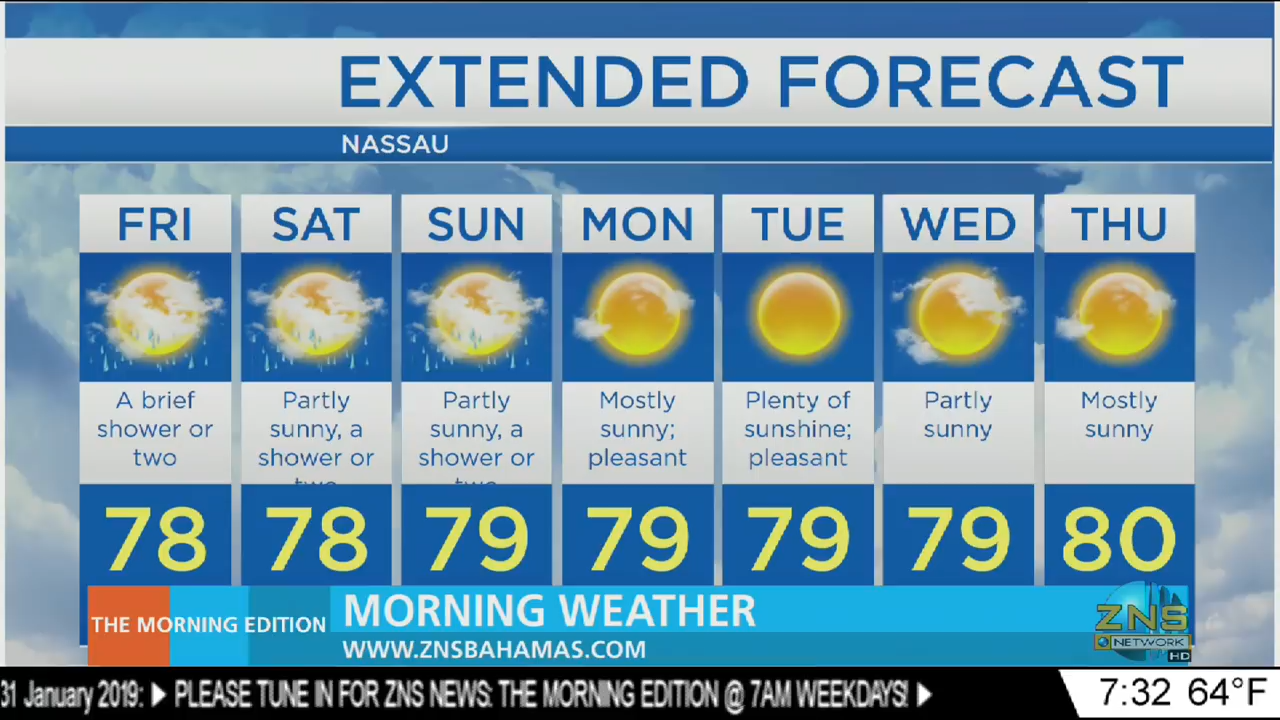 EXTENDED FORECAST
NASSAU
FRI
A brief
shower or
two
78
SAT
Partly
sunny, a
shower or
two
78
SUN
Partly
sunny, a
shower or
two
79
MON
Mostly
sunny;
pleasant
79
TUE
Plenty of
sunshine;
pleasant
79
WED
Partly
sunny
79
THU
Mostly
sunny
80
THE MORNING EDITION
MORNING WEATHER
WWW.ZNSBAHAMAS.COM
ZNS
NETWORK
HD
31 January 2019: PLEASE TUNE IN FOR ZNS NEWS: THE MORNING EDITION @ 7AM WEEKDAYS!
7:32 64°F